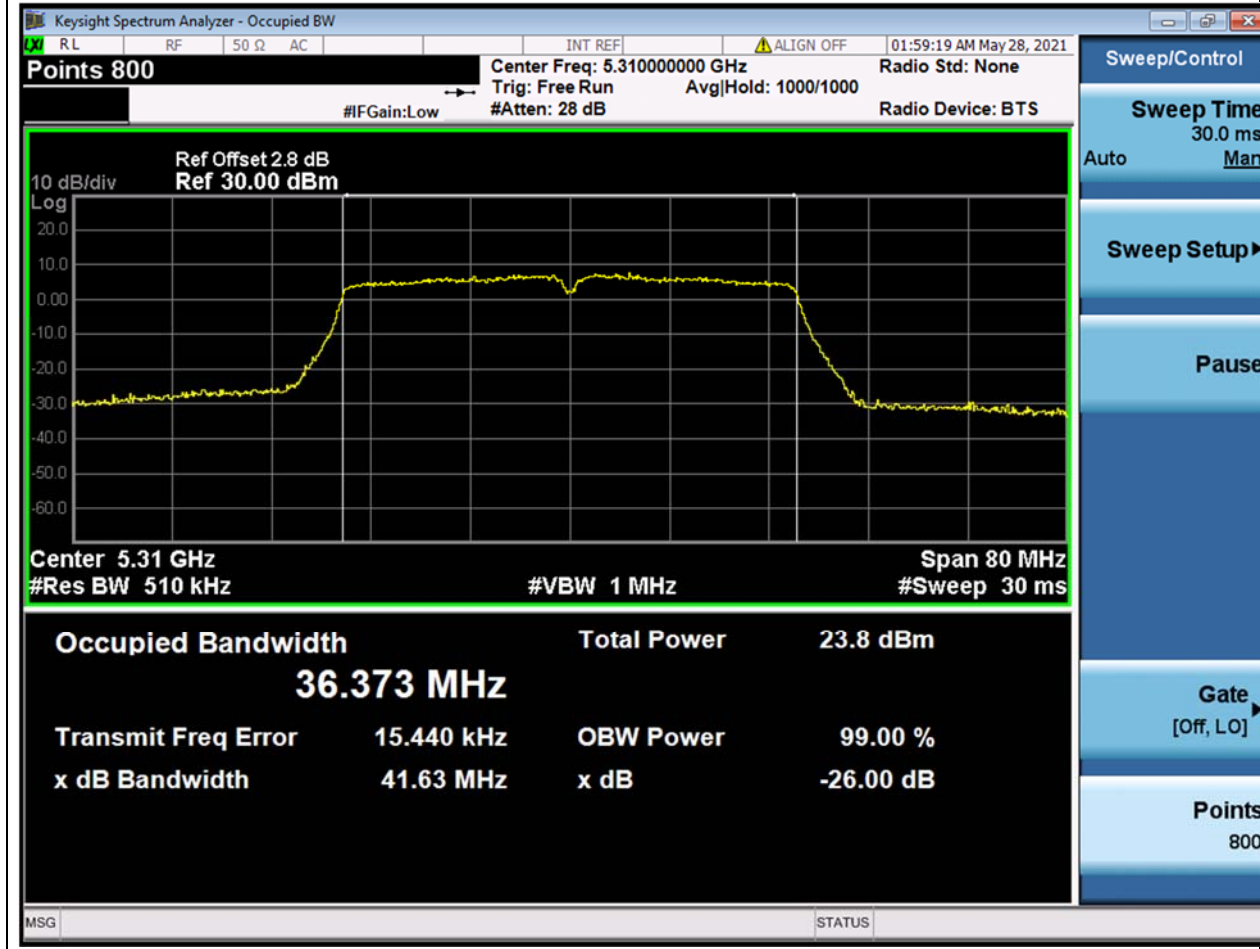 Keysight Spectrum Analyzer - Occupied BW
LXI RL RF 50 Ω AC INT REF ALIGN OFF 01:59:19 AM May 28, 2021
Points 800
Center Freq: 5.310000000 GHz Radio Std: None
Trig: Free Run Avg|Hold: 1000/1000
#IFGain:Low #Atten: 28 dB Radio Device: BTS
Ref Offset 2.8 dB
10 dB/div Ref 30.00 dBm
Log
20.0
10.0
0.00
-10.0
-20.0
-30.0
-40.0
-50.0
-60.0
Center 5.31 GHz Span 80 MHz
#Res BW 510 kHz #VBW 1 MHz #Sweep 30 ms
Occupied Bandwidth Total Power 23.8 dBm
36.373 MHz
Transmit Freq Error 15.440 kHz OBW Power 99.00 %
x dB Bandwidth 41.63 MHz x dB -26.00 dB
MSG STATUS
Sweep/Control
Sweep Time
30.0 ms
Auto Man
Sweep Setup
Pause
Gate
[Off, LO]
Points
800